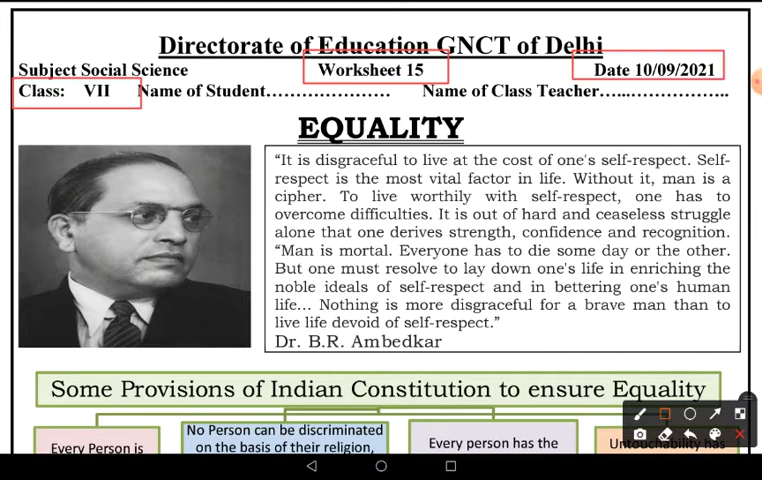 Directorate of Education GNCT of Delhi
Subject Social Science Worksheet 15 Date 10/09/2021
Class: VII Name of Student………………… Name of Class Teacher…...……………..
EQUALITY
“It is disgraceful to live at the cost of one's self-respect. Self-
respect is the most vital factor in life. Without it, man is a
cipher. To live worthily with self-respect, one has to
overcome difficulties. It is out of hard and ceaseless struggle
alone that one derives strength, confidence and recognition.
“Man is mortal. Everyone has to die some day or the other.
But one must resolve to lay down one's life in enriching the
noble ideals of self-respect and in bettering one's human
life... Nothing is more disgraceful for a brave man than to
live life devoid of self-respect.”
Dr. B.R. Ambedkar
Some Provisions of Indian Constitution to ensure Equality
Every Person is
No Person can be discriminated
on the basis of their religion,
Every person has the
Untouchability has